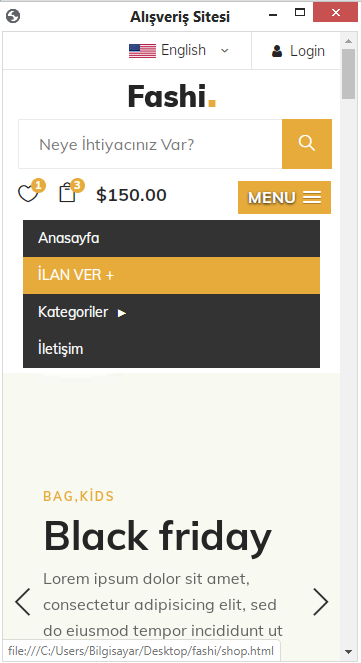 Alışveriş Sitesi
English
Login
Fashi.
Neye İhtiyacınız Var?
1
3
$150.00
MENU
Anasayfa
İLAN VER +
Kategoriler ►
İletişim
BAG,KİDS
Black friday
Lorem ipsum dolor sit amet,
consectetur adipisicing elit, sed
do eiusmod tempor incididunt ut
file:///C:/Users/Bilgisayar/Desktop/fashi/shop.html